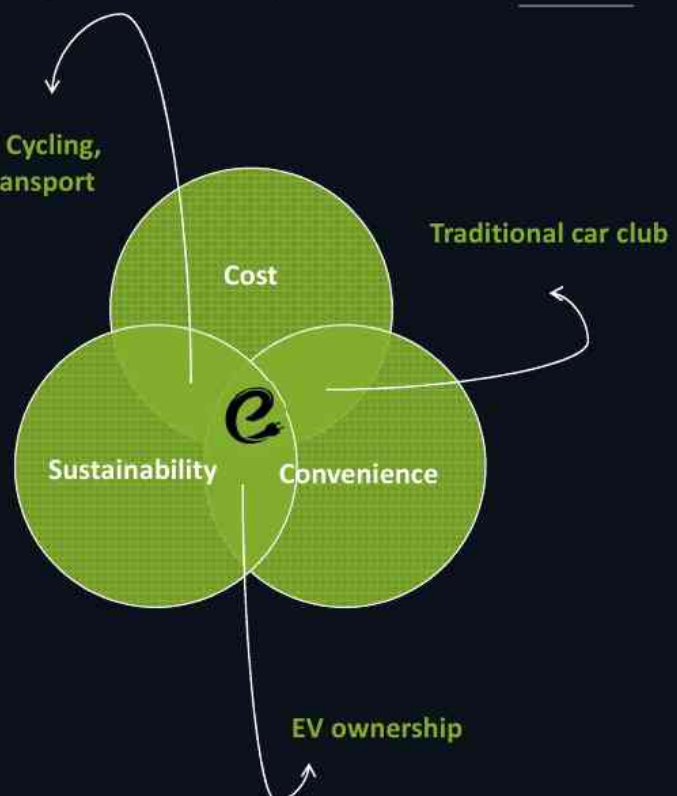 Cycling,
ansport
Traditional car club
Cost
Sustainability
Convenience
EV ownership